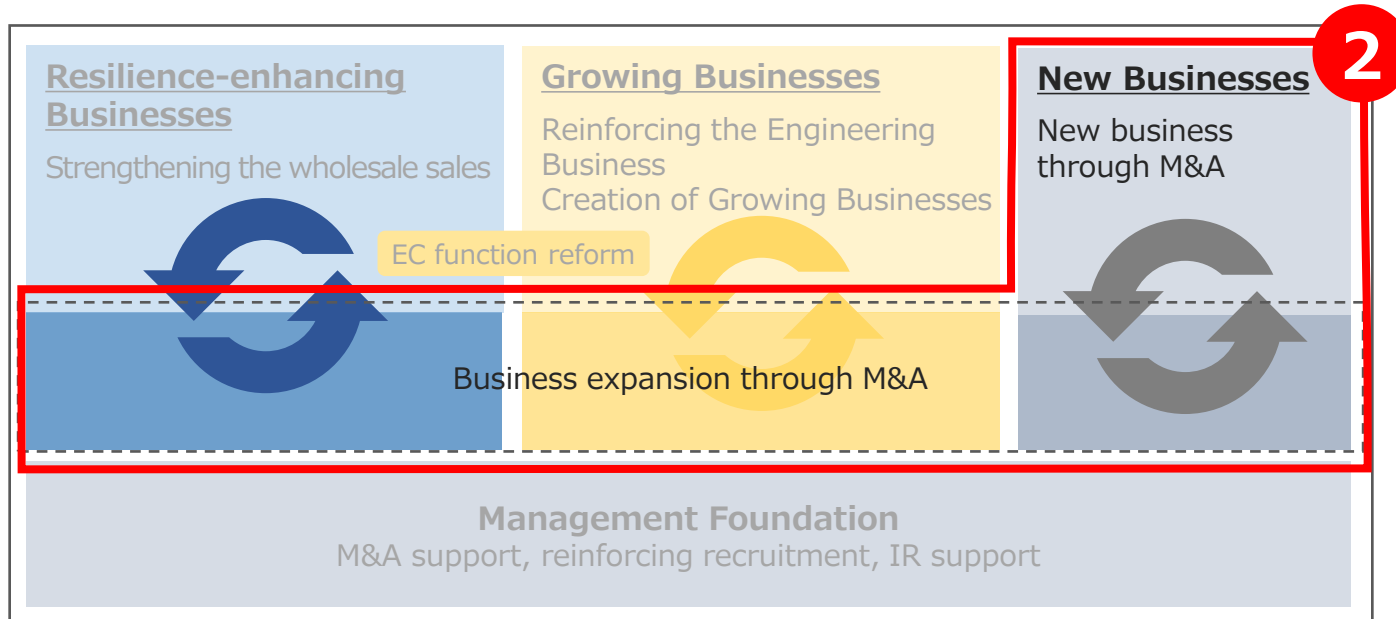 Resilience-enhancing
Businesses
Strengthening the wholesale sales
Growing Businesses
Reinforcing the Engineering
Business
Creation of Growing Businesses
New Businesses
New business
through M&A
2
EC function reform
Business expansion through M&A
Management Foundation
M&A support, reinforcing recruitment, IR support